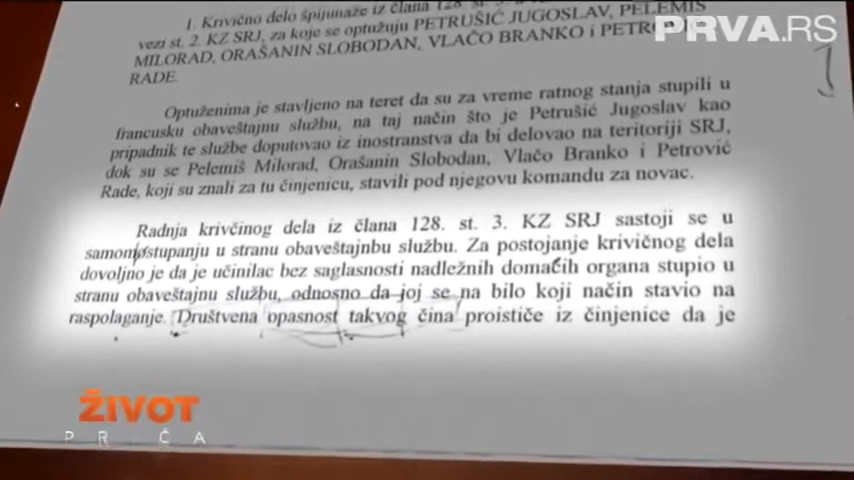 1. Krivično delo špijunaže iz člana 128. st. 3. u
vezi st. 2. KZ SRJ, za koje se optužuju PETRUŠIĆ JUGOSLAV, PELEMIŠ
MILORAD, ORAŠANIN SLOBODAN, VLAČO BRANKO i PETROVIĆ
RADE.
PRVA.RS
Optuženima je stavljeno na teret da su za vreme ratnog stanja stupili u
francusku obaveštajnu službu, na taj način što je Petrušić Jugoslav kao
pripadnik te službe doputovao iz inostranstva da bi delovao na teritoriji SRJ,
dok su se Pelemiš Milorad, Orašanin Slobodan, Vlačo Branko i Petrović
Rade, koji su znali za tu činjenicu, stavili pod njegovu komandu za novac.
Radnja krivčinog dela iz člana 128. st. 3. KZ SRJ sastoji se u
samom stupanju u stranu obaveštajnbu službu. Za postojanje krivičnog dela
dovoljno je da je učinilac bez saglasnosti nadležnih domaćih organa stupio u
stranu obaveštajnu službu, odnosno da joj se na bilo koji način stavio na
raspolaganje. Društvena opasnost takvog čina proističe iz činjenice da je
ŽIVOT
PRIČA